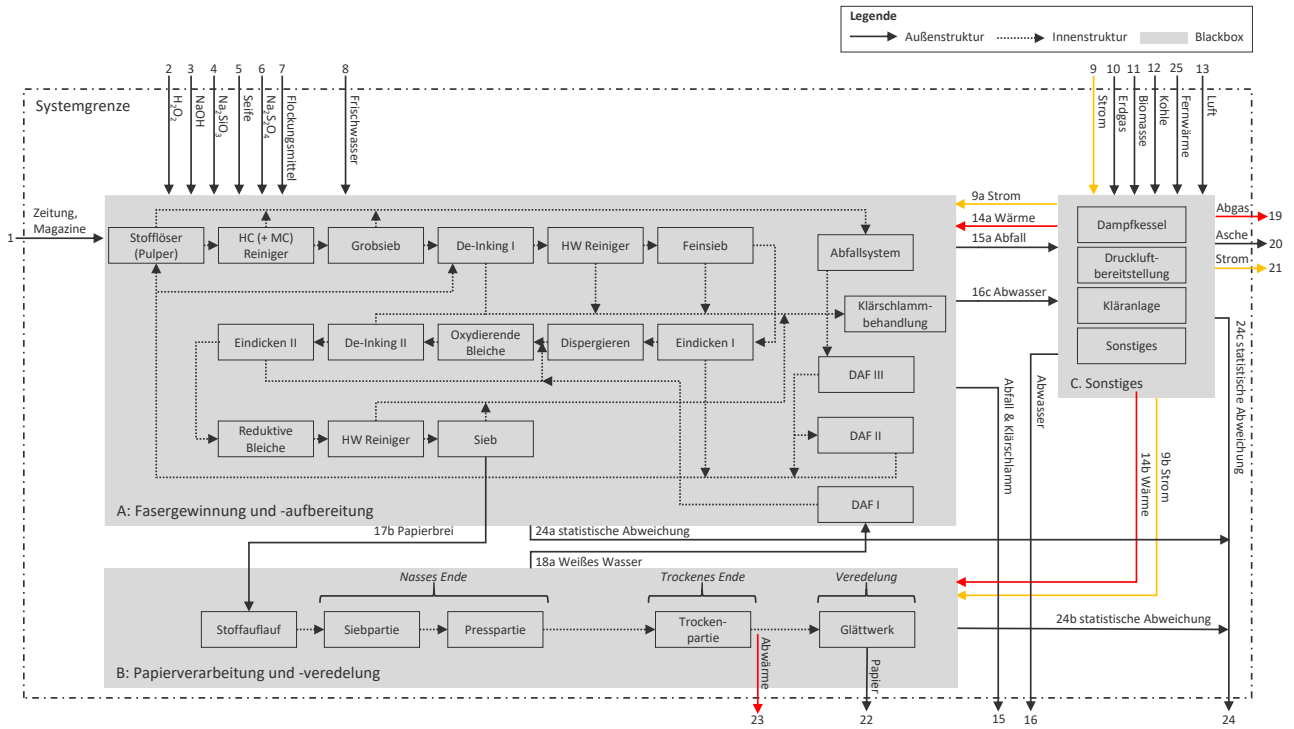 Legende
Außenstruktur
Innenstruktur
Blackbox
2
3
4
5
6
7
8
9
10
11
12
25
13
Systemgrenze
H₂O₂
NaOH
Na₂SiO₃
Seife
Na₂S₂O₄
Flockungsmittel
Frischwasser
Strom
Erdgas
Biomasse
Kohle
Fernwärme
Luft
1
Zeitung,
Magazine
Stofflöser
(Pulper)
HC (+ MC)
Reiniger
Grobsieb
De-Inking I
HW Reiniger
Feinsieb
Abfallsystem
9a Strom
14a Wärme
15a Abfall
16c Abwasser
Dampfkessel
Druckluft-
bereitstellung
Kläranlage
Sonstiges
C. Sonstiges
Abgas
19
Asche
20
Strom
21
Klärschlamm-
behandlung
Eindicken II
De-Inking II
Oxydierende
Bleiche
Dispergieren
Eindicken I
DAF III
Reduktive
Bleiche
HW Reiniger
Sieb
DAF II
DAF I
A: Fasergewinnung und -aufbereitung
Abfall & Klärschlamm
Abwasser
14b Wärme
9b Strom
24c statistische Abweichung
17b Papierbrei
24a statistische Abweichung
18a Weißes Wasser
Nasses Ende
Trockenes Ende
Veredelung
Stoffauflauf
Siebpartie
Presspartie
Trocken-
partie
Glättwerk
24b statistische Abweichung
B: Papierverarbeitung und -veredelung
Abwärme
Papier
23
22
15
16
24